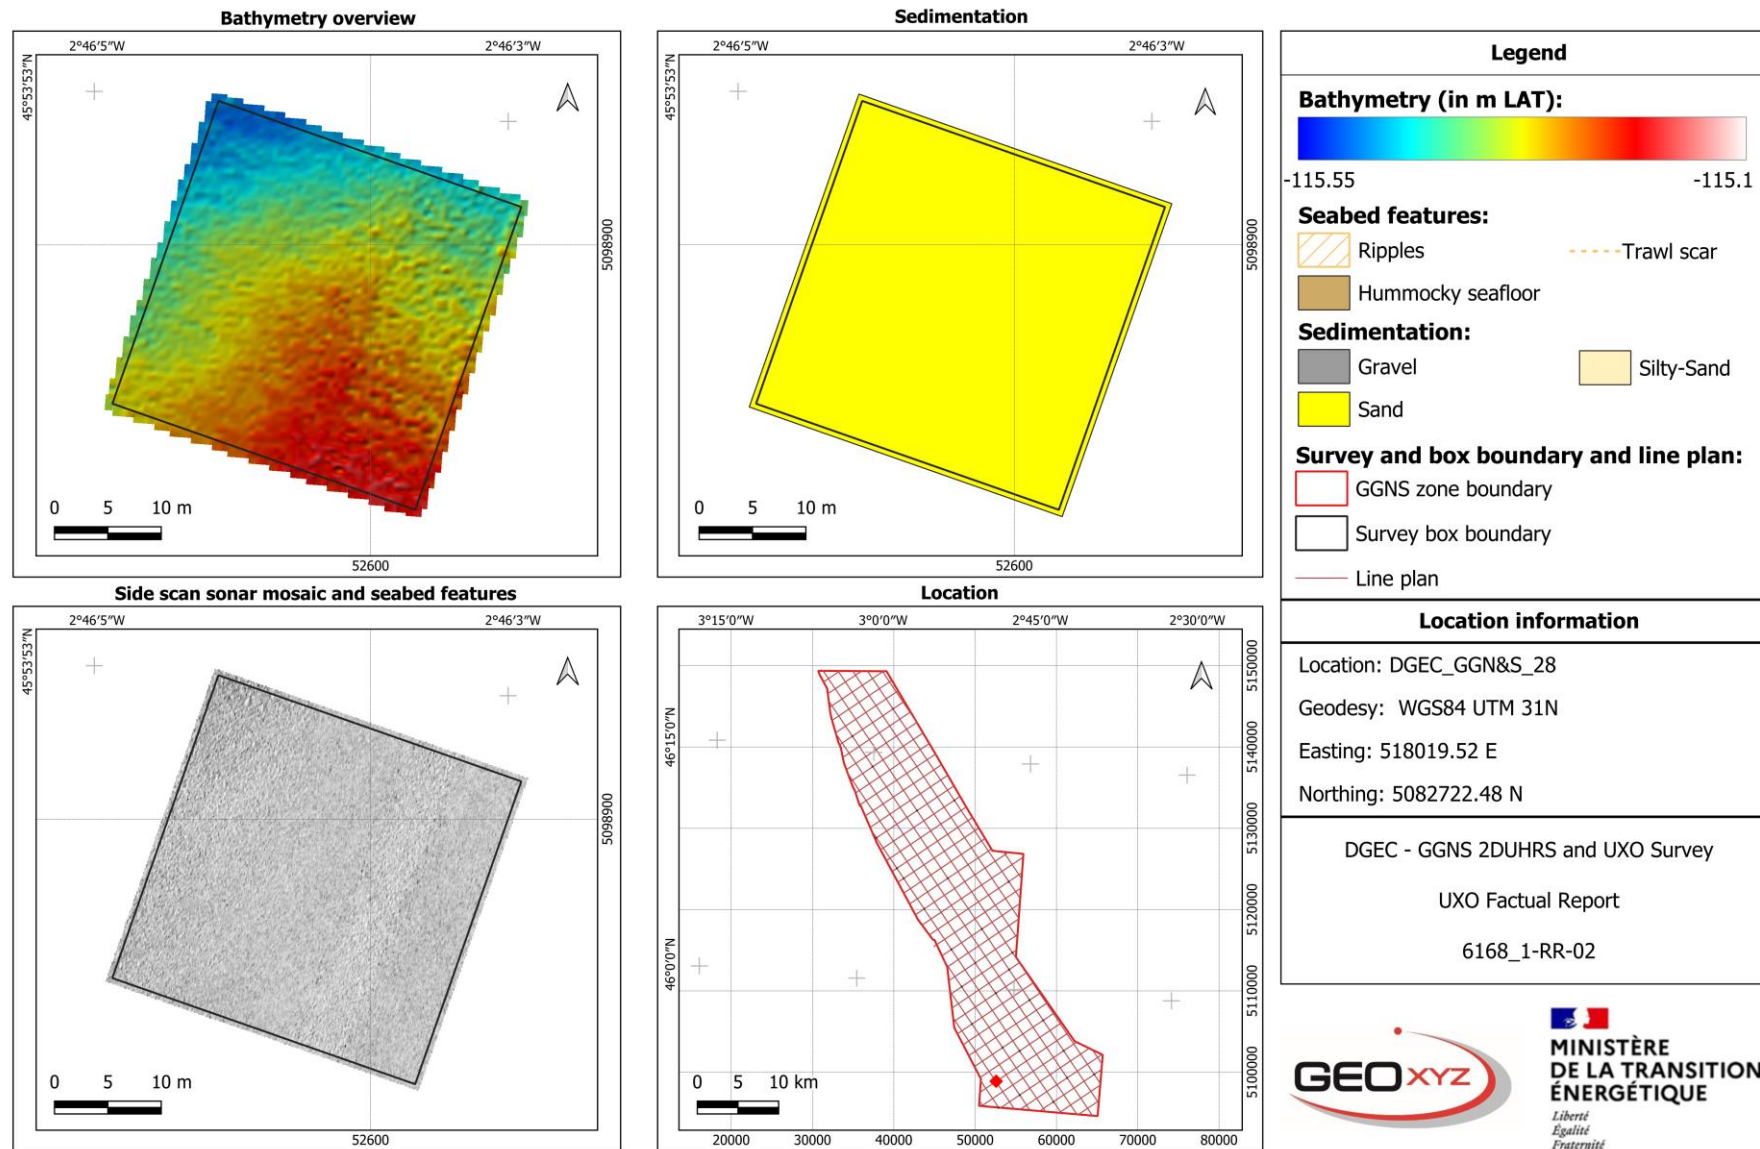 Bathymetry overview
2°46'5"W
2°46'3"W
45°53'53"N
5098900
0 5 10 m
52600
Sedimentation
2°46'5"W
2°46'3"W
45°53'53"N
5098900
0 5 10 m
52600
Side scan sonar mosaic and seabed features
2°46'5"W
2°46'3"W
45°53'53"N
5098900
0 5 10 m
52600
Location
3°15'0"W
3°0'0"W
2°45'0"W
2°30'0"W
46°15'0"N
46°0'0"N
5150000
5140000
5130000
5120000
5110000
5100000
0 5 10 km
20000
30000
40000
50000
60000
70000
80000
Legend
Bathymetry (in m LAT):
-115.55
-115.1
Seabed features:
Ripples
Trawl scar
Hummocky seafloor
Sedimentation:
Gravel
Silty-Sand
Sand
Survey and box boundary and line plan:
GGNS zone boundary
Survey box boundary
Line plan
Location information
Location: DGEC_GGN&S_28
Geodesy: WGS84 UTM 31N
Easting: 518019.52 E
Northing: 5082722.48 N
DGEC - GGNS 2DUHRS and UXO Survey
UXO Factual Report
6168_1-RR-02
GEOXYZ
MINISTÈRE
DE LA TRANSITION
ÉNERGÉTIQUE
Liberté
Égalité
Fraternité